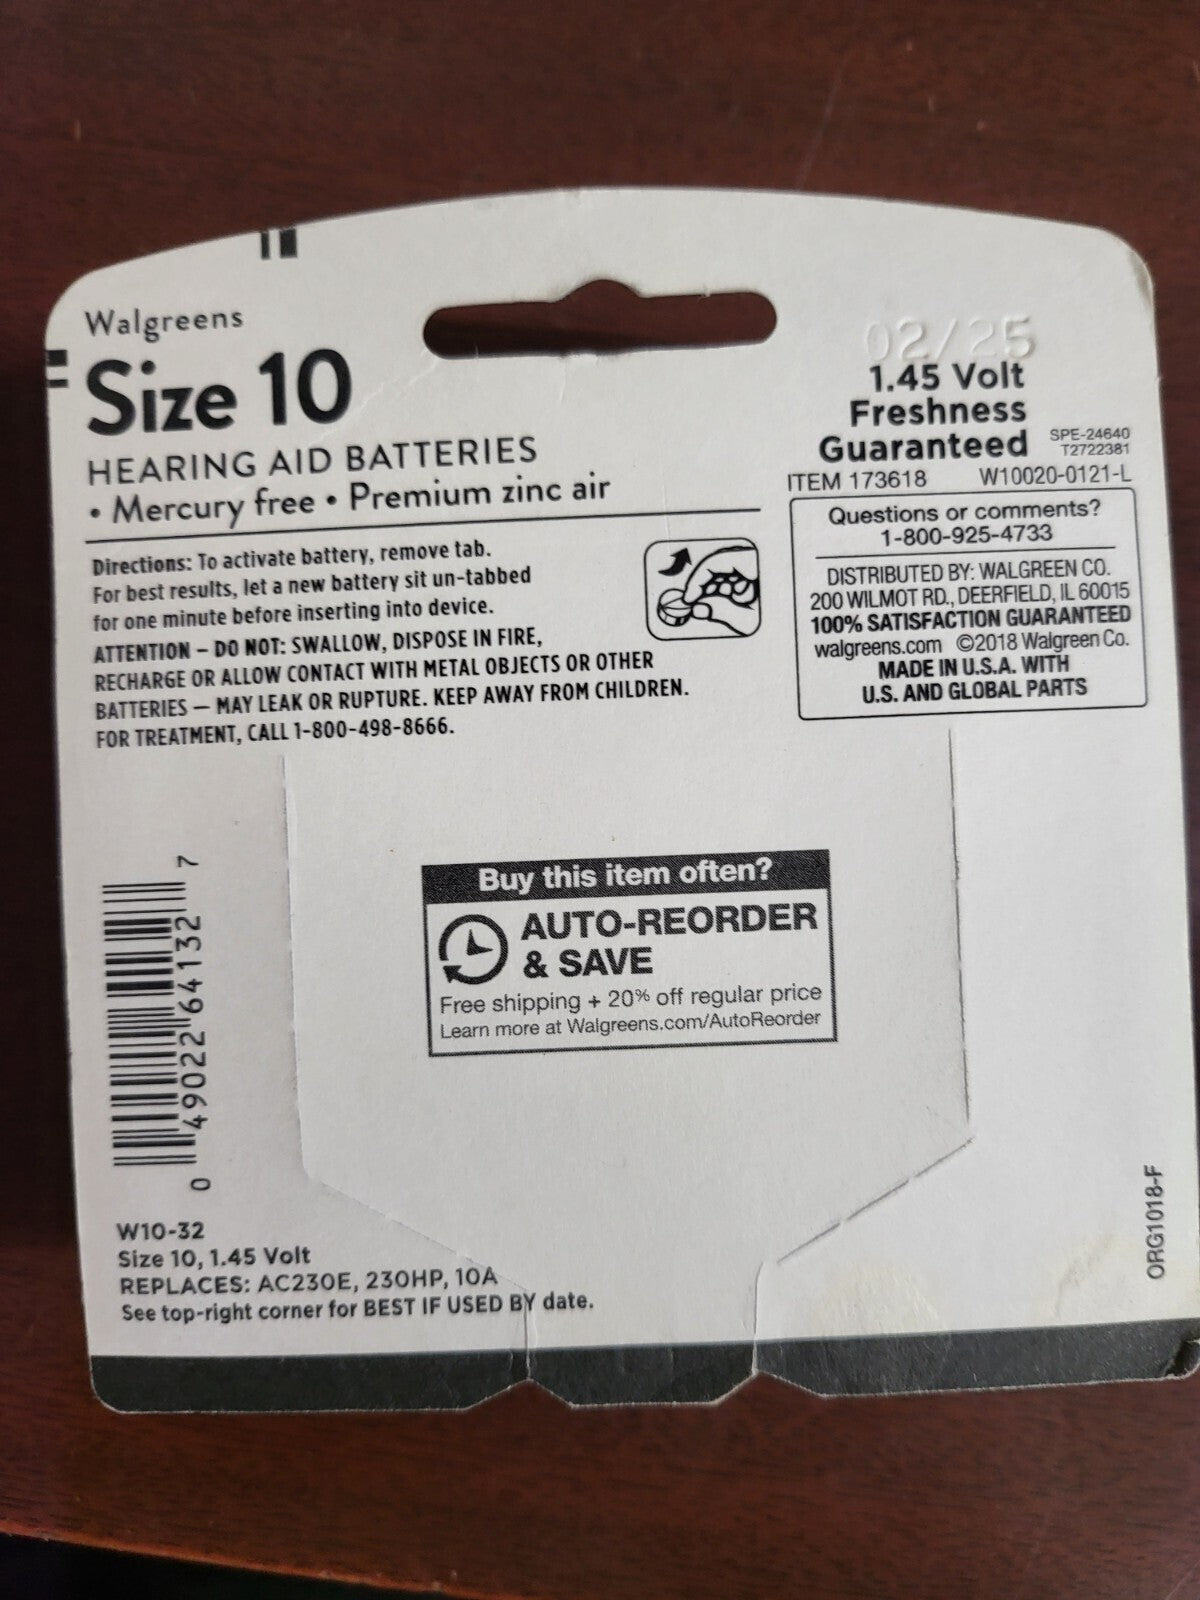 Walgreens
Size 10
HEARING AID BATTERIES
• Mercury free • Premium zinc air
02/25
1.45 Volt
Freshness
Guaranteed
SPE-24640
T2722381
ITEM 173618 W10020-0121-L
Questions or comments?
1-800-925-4733
DISTRIBUTED BY: WALGREEN CO.
200 WILMOT RD., DEERFIELD, IL 60015
100% SATISFACTION GUARANTEED
walgreens.com ©2018 Walgreen Co.
MADE IN U.S.A. WITH
U.S. AND GLOBAL PARTS
Directions: To activate battery, remove tab.
For best results, let a new battery sit un-tabbed
for one minute before inserting into device.
ATTENTION – DO NOT: SWALLOW, DISPOSE IN FIRE,
RECHARGE OR ALLOW CONTACT WITH METAL OBJECTS OR OTHER
BATTERIES — MAY LEAK OR RUPTURE. KEEP AWAY FROM CHILDREN.
FOR TREATMENT, CALL 1-800-498-8666.
Buy this item often?
AUTO-REORDER
& SAVE
Free shipping + 20% off regular price
Learn more at Walgreens.com/AutoReorder
0 49022 64132 7
W10-32
Size 10, 1.45 Volt
REPLACES: AC230E, 230HP, 10A
See top-right corner for BEST IF USED BY date.
ORG1018-F